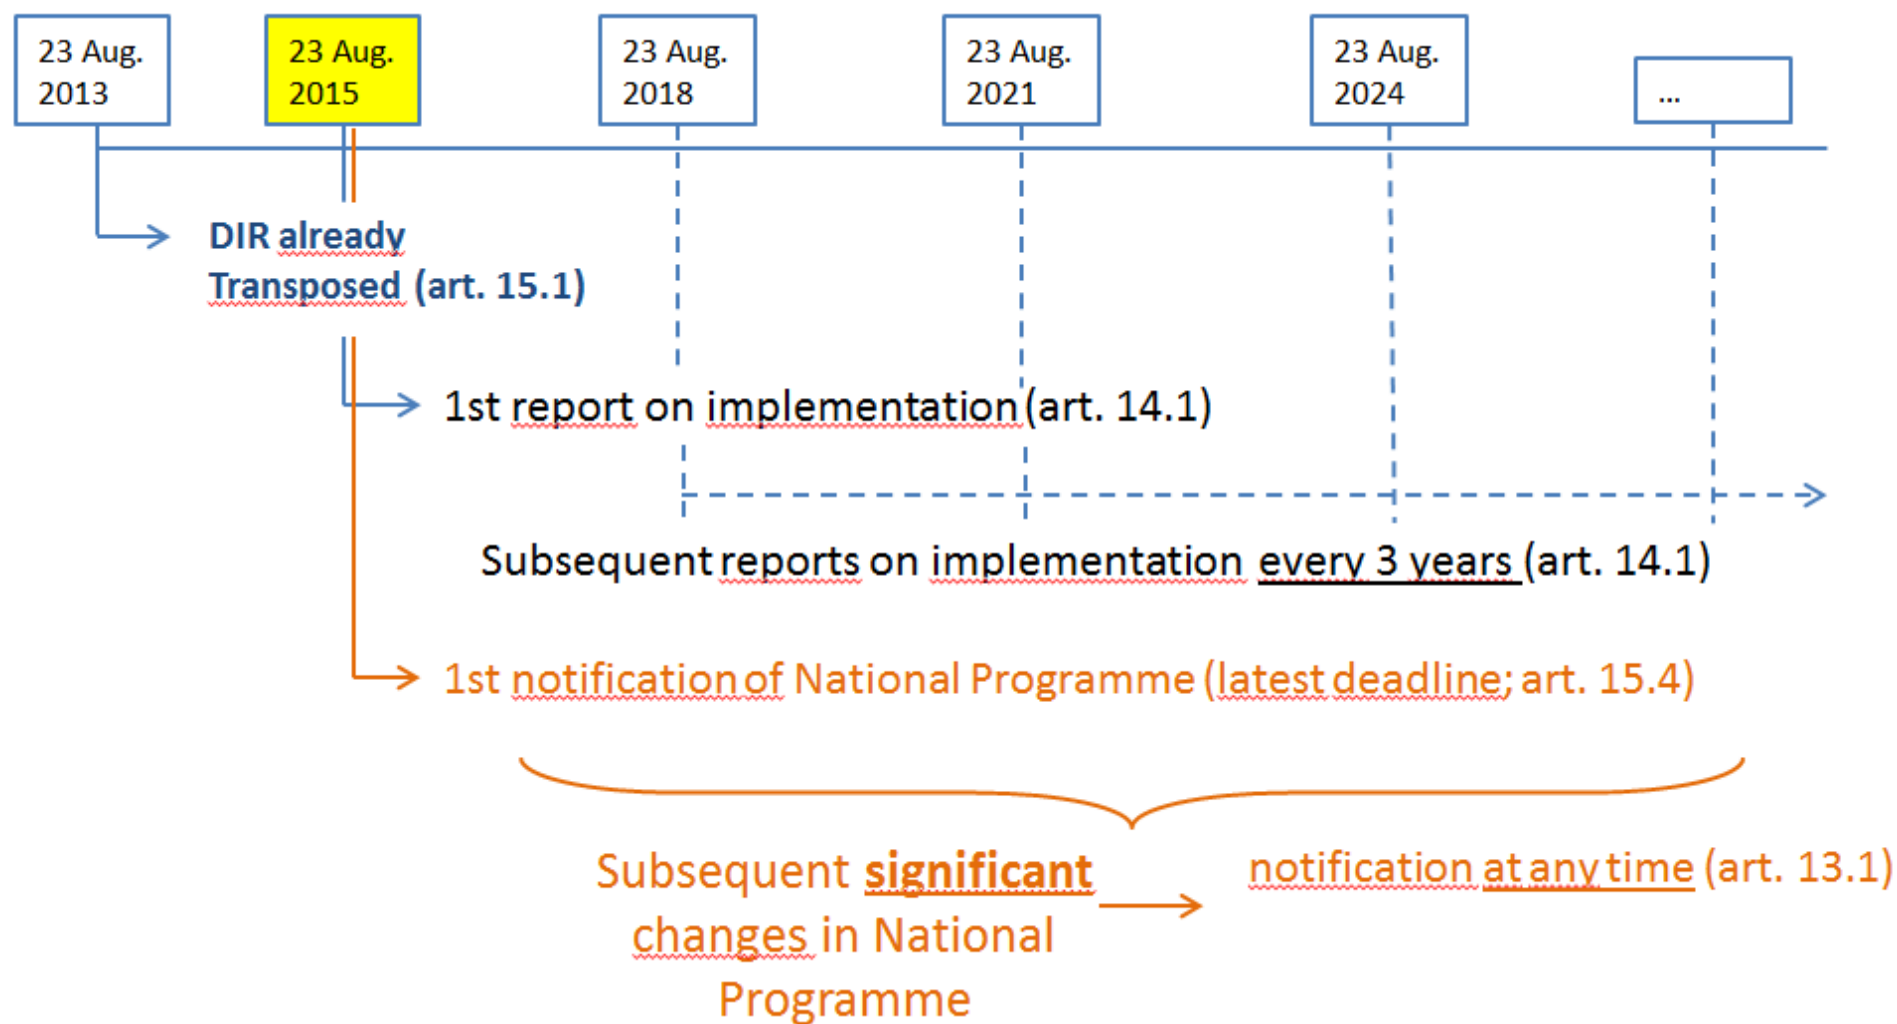 23 Aug.
2013
23 Aug.
2015
23 Aug.
2018
23 Aug.
2021
23 Aug.
2024
...
DIR already
Transposed (art. 15.1)
1st report on implementation (art. 14.1)
Subsequent reports on implementation every 3 years (art. 14.1)
1st notification of National Programme (latest deadline; art. 15.4)
Subsequent significant
changes in National
Programme
notification at any time (art. 13.1)